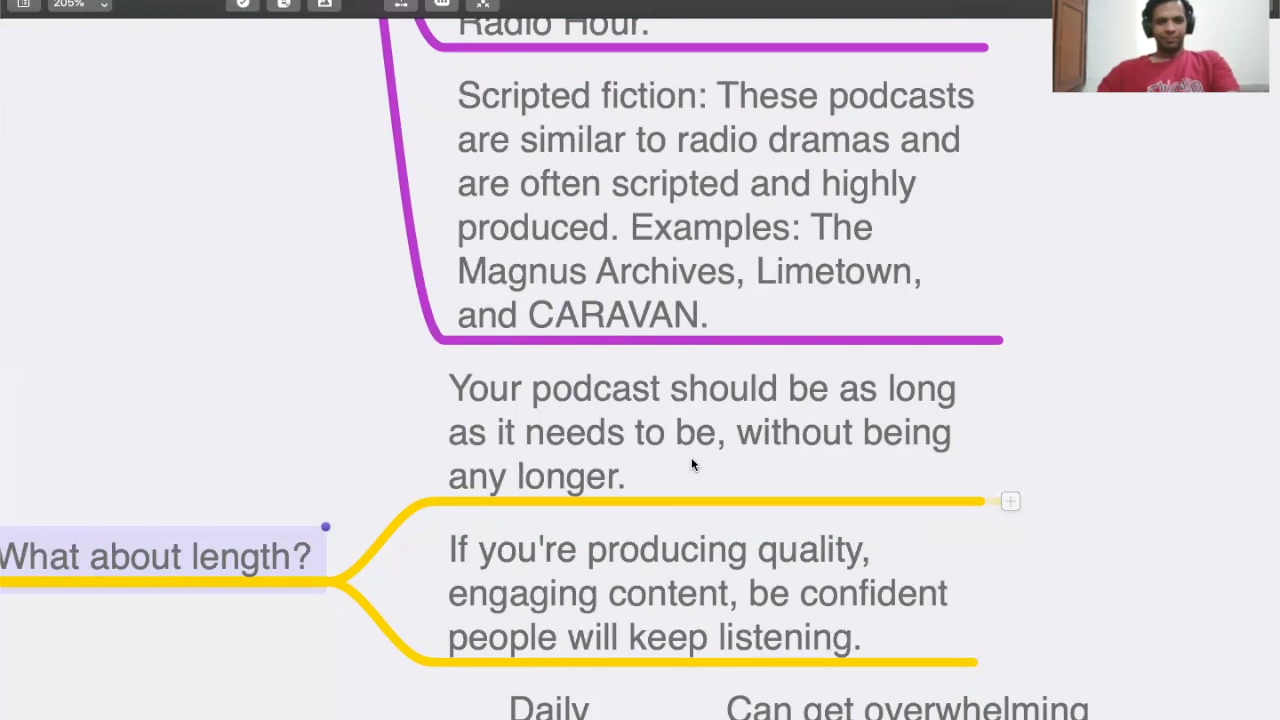 205%
Radio Hour.
Scripted fiction: These podcasts
are similar to radio dramas and
are often scripted and highly
produced. Examples: The
Magnus Archives, Limetown,
and CARAVAN.
Your podcast should be as long
as it needs to be, without being
any longer.
What about length?
If you're producing quality,
engaging content, be confident
people will keep listening.
Daily
Can get overwhelming